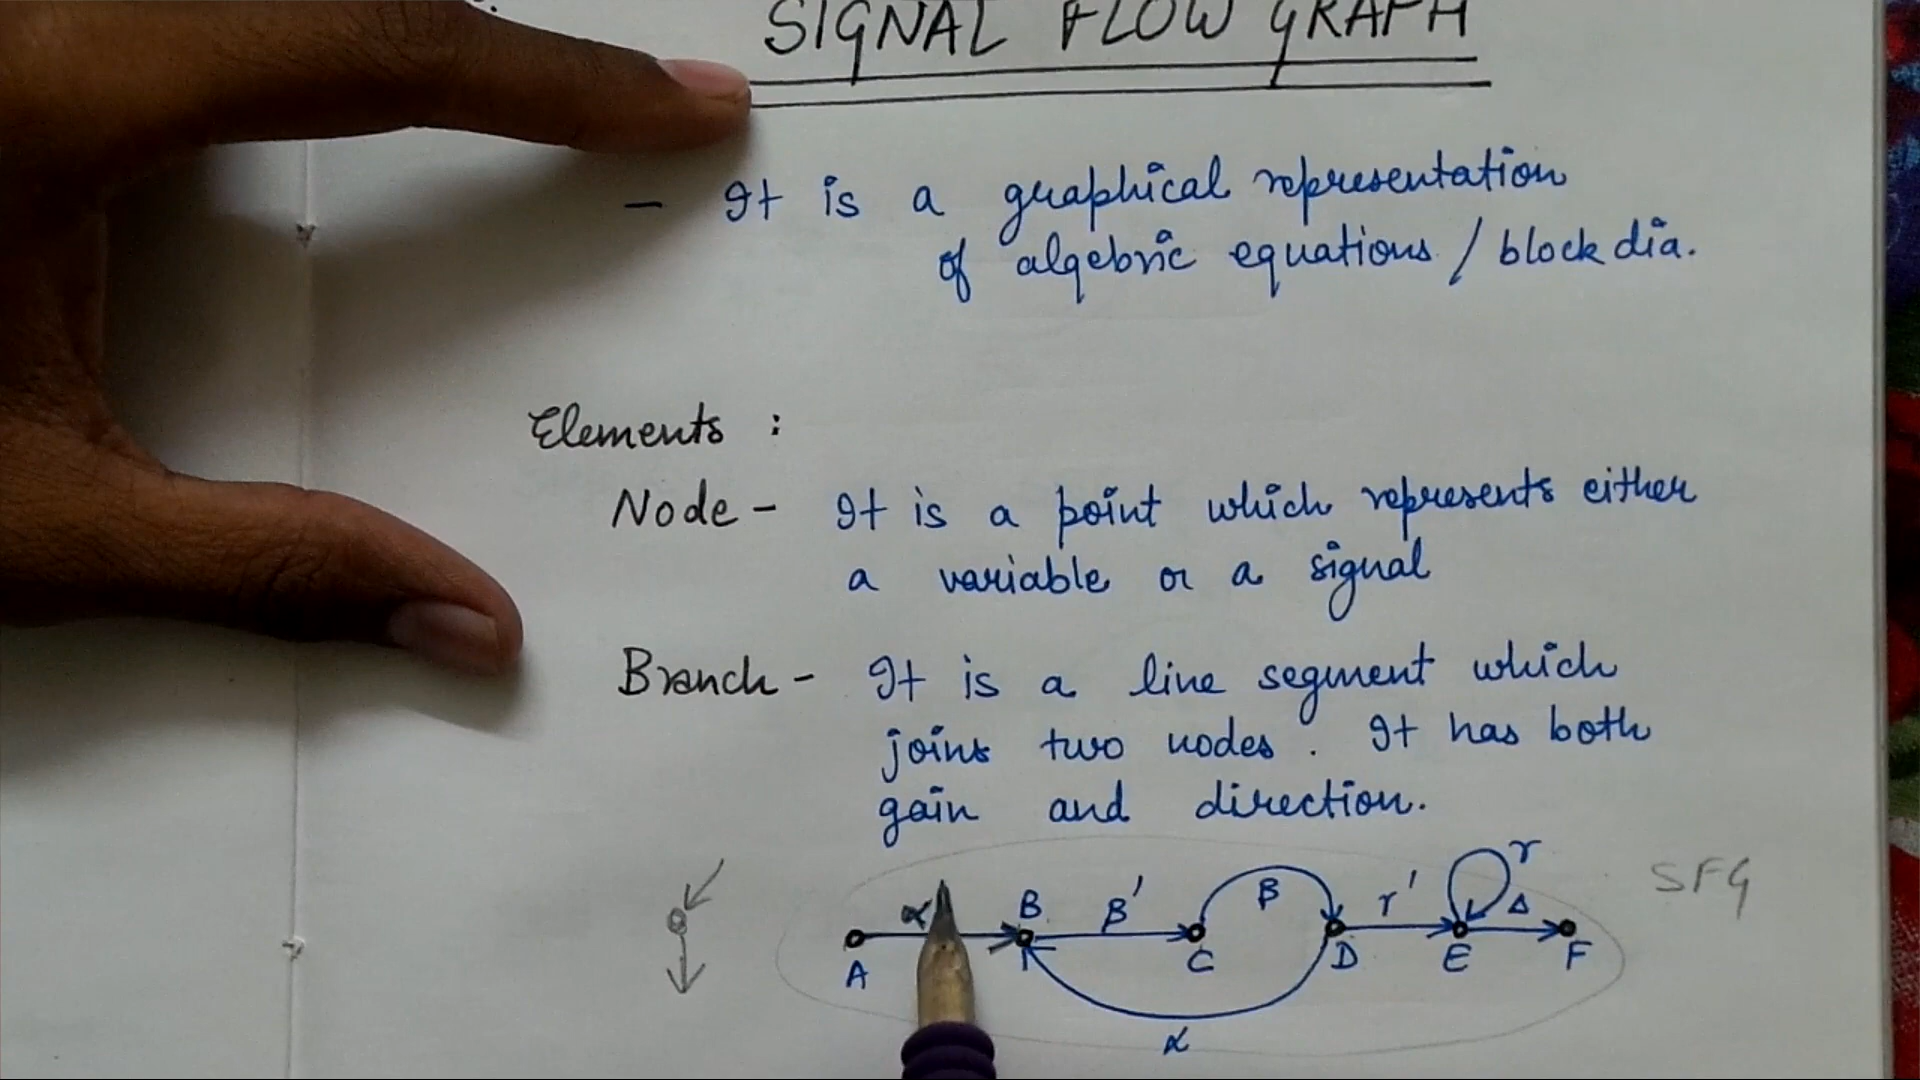 SIGNAL FLOW GRAPH
- It is a graphical representation
of algebric equations / block dia.
Elements :
Node - It is a point which represents either
a variable or a signal
Branch - It is a line segment which
joins two nodes. It has both
gain and direction.
α B β' β γ' γ Δ SFG
A C D E F
α